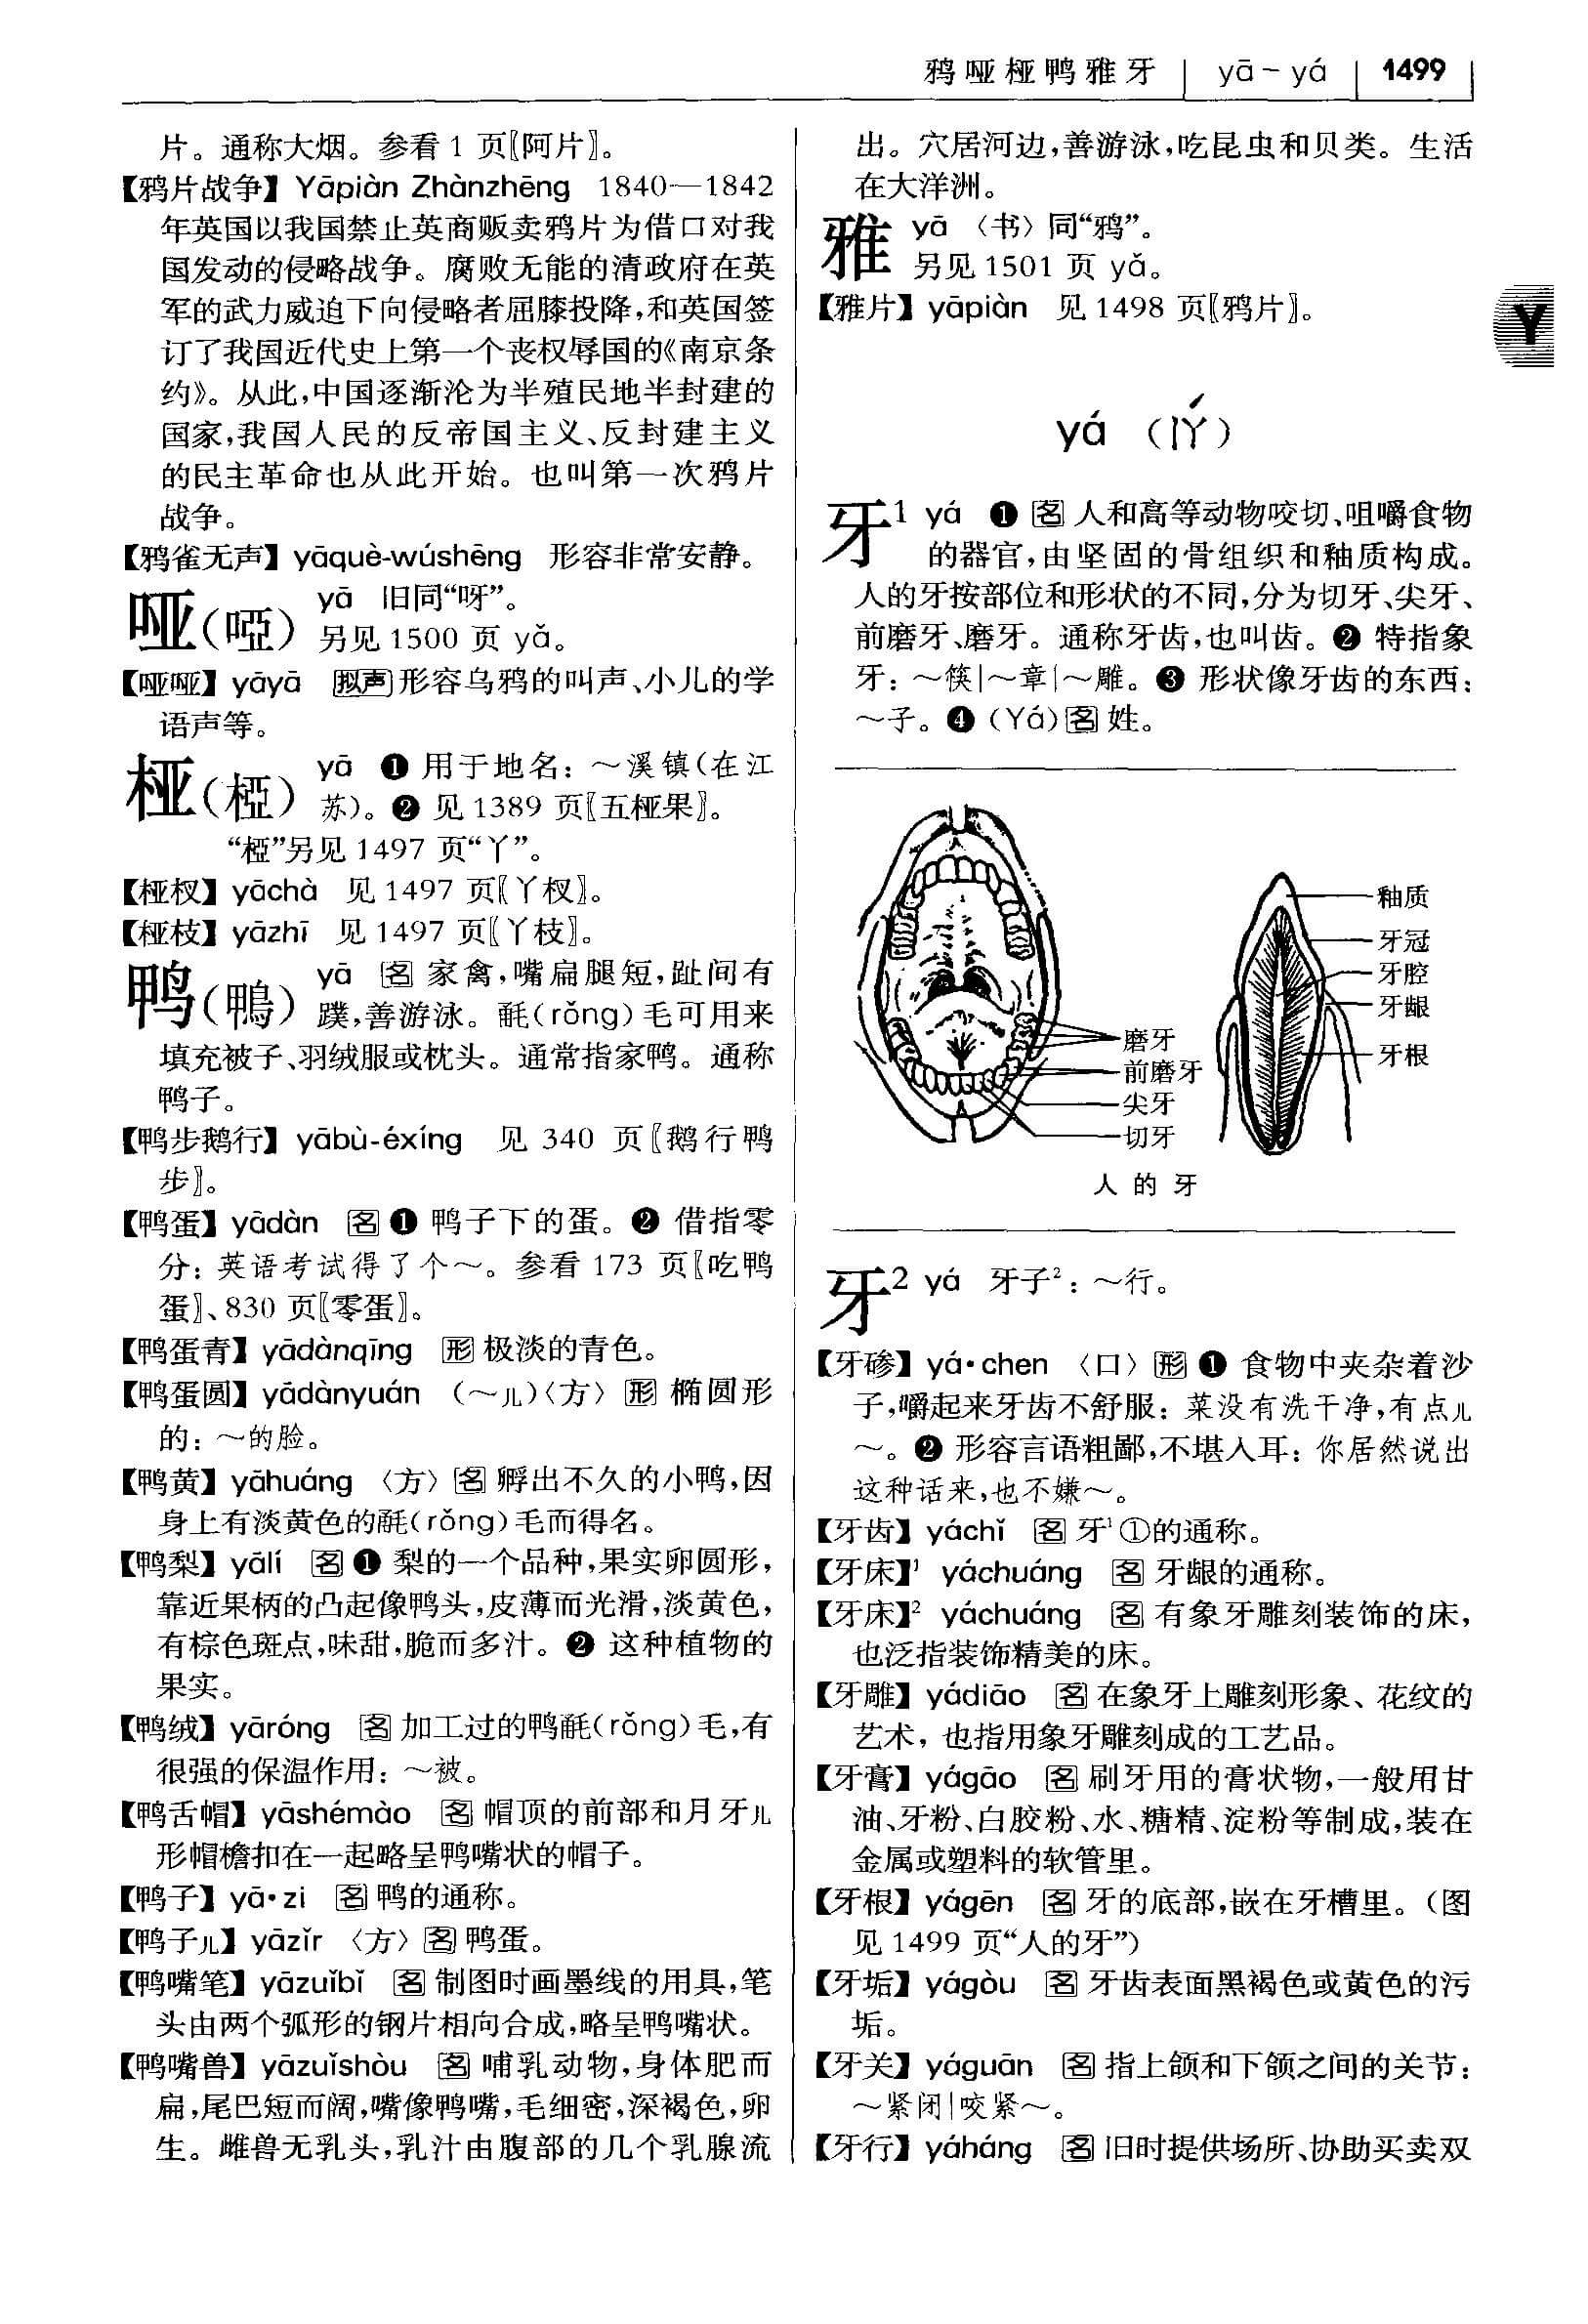 鸦哑桠鸭雅牙 yā－yá 1499
片。通称大烟。参看1页〖阿片〗。
【鸦片战争】Yāpiàn Zhànzhēng 1840—1842
年英国以我国禁止英商贩卖鸦片为借口对我
国发动的侵略战争。腐败无能的清政府在英
军的武力威迫下向侵略者屈膝投降,和英国签
订了我国近代史上第一个丧权辱国的《南京条
约》。从此,中国逐渐沦为半殖民地半封建的
国家,我国人民的反帝国主义、反封建主义
的民主革命也从此开始。也叫第一次鸦片
战争。
【鸦雀无声】yāquè-wúshēng 形容非常安静。
哑(啞) yā 旧同“呀”。
另见1500页 yǎ。
【哑哑】yāyā 拟声 形容乌鸦的叫声、小儿的学
语声等。
桠(椏) yā ❶ 用于地名：～溪镇(在江
苏)。❷ 见1389页〖五桠果〗。
“椏”另见1497页“丫”。
【桠杈】yāchà 见1497页〖丫杈〗。
【桠枝】yāzhī 见1497页〖丫枝〗。
鸭(鴨) yā 名 家禽,嘴扁腿短,趾间有
蹼,善游泳。毧(rǒng)毛可用来
填充被子、羽绒服或枕头。通常指家鸭。通称
鸭子。
【鸭步鹅行】yābù-éxíng 见340页〖鹅行鸭
步〗。
【鸭蛋】yādàn 名 ❶ 鸭子下的蛋。❷ 借指零
分：英语考试得了个～。参看173页〖吃鸭
蛋〗、830页〖零蛋〗。
【鸭蛋青】yādànqīng 形 极淡的青色。
【鸭蛋圆】yādànyuán (～儿)〈方〉形 椭圆形
的：～的脸。
【鸭黄】yāhuáng 〈方〉名 孵出不久的小鸭,因
身上有淡黄色的毧(rǒng)毛而得名。
【鸭梨】yālí 名 ❶ 梨的一个品种,果实卵圆形,
靠近果柄的凸起像鸭头,皮薄而光滑,淡黄色,
有棕色斑点,味甜,脆而多汁。❷ 这种植物的
果实。
【鸭绒】yāróng 名 加工过的鸭毧(rǒng)毛,有
很强的保温作用：～被。
【鸭舌帽】yāshémào 名 帽顶的前部和月牙儿
形帽檐扣在一起略呈鸭嘴状的帽子。
【鸭子】yā·zi 名 鸭的通称。
【鸭子儿】yāzǐr 〈方〉名 鸭蛋。
【鸭嘴笔】yāzuǐbǐ 名 制图时画墨线的用具,笔
头由两个弧形的钢片相向合成,略呈鸭嘴状。
【鸭嘴兽】yāzuǐshòu 名 哺乳动物,身体肥而
扁,尾巴短而阔,嘴像鸭嘴,毛细密,深褐色,卵
生。雌兽无乳头,乳汁由腹部的几个乳腺流
出。穴居河边,善游泳,吃昆虫和贝类。生活
在大洋洲。
雅 yā 〈书〉同“鸦”。
另见1501页 yǎ。
【雅片】yāpiàn 见1498页〖鸦片〗。
Y
yá (ㄧㄚˊ)
牙¹ yá ❶ 名 人和高等动物咬切、咀嚼食物
的器官,由坚固的骨组织和釉质构成。
人的牙按部位和形状的不同,分为切牙、尖牙、
前磨牙、磨牙。通称牙齿,也叫齿。❷ 特指象
牙：～筷|～章|～雕。❸ 形状像牙齿的东西：
～子。❹ (Yá)名 姓。
釉质
牙冠
牙腔
牙龈
牙根
磨牙
前磨牙
尖牙
切牙
人的牙
牙² yá 牙子²：～行。
【牙碜】yá·chen 〈口〉形 ❶ 食物中夹杂着沙
子,嚼起来牙齿不舒服：菜没有洗干净,有点儿
～。❷ 形容言语粗鄙,不堪入耳：你居然说出
这种话来,也不嫌～。
【牙齿】yáchǐ 名 牙¹①的通称。
【牙床】¹ yáchuáng 名 牙龈的通称。
【牙床】² yáchuáng 名 有象牙雕刻装饰的床,
也泛指装饰精美的床。
【牙雕】yádiāo 名 在象牙上雕刻形象、花纹的
艺术，也指用象牙雕刻成的工艺品。
【牙膏】yágāo 名 刷牙用的膏状物,一般用甘
油、牙粉、白胶粉、水、糖精、淀粉等制成,装在
金属或塑料的软管里。
【牙根】yágēn 名 牙的底部,嵌在牙槽里。(图
见1499页“人的牙”)
【牙垢】yágòu 名 牙齿表面黑褐色或黄色的污
垢。
【牙关】yáguān 名 指上颌和下颌之间的关节：
～紧闭|咬紧～。
【牙行】yáháng 名 旧时提供场所、协助买卖双